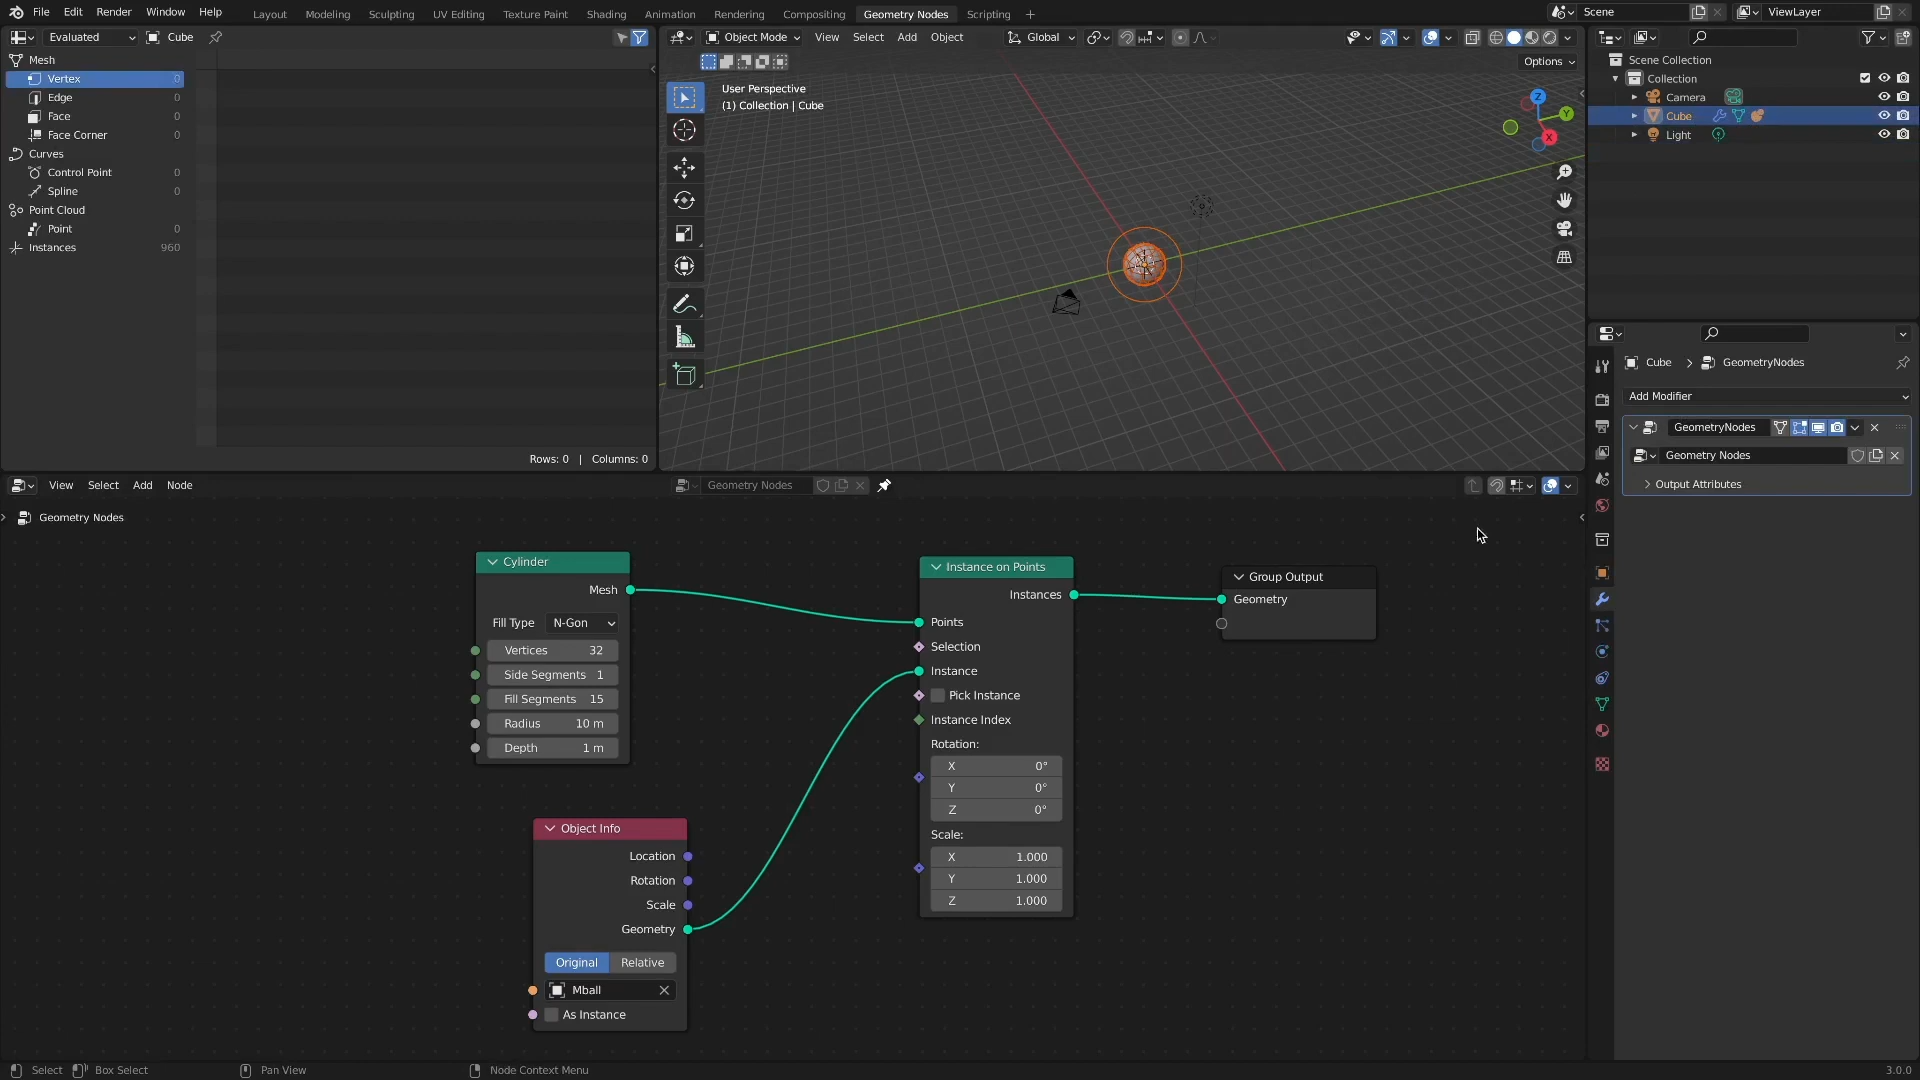 File Edit Render Window Help
Layout Modeling Sculpting UV Editing Texture Paint Shading Animation Rendering Compositing Geometry Nodes Scripting +
Scene
ViewLayer
Evaluated Cube
Mesh
Vertex 0
Edge 0
Face 0
Face Corner 0
Curves
Control Point 0
Spline 0
Point Cloud
Point 0
Instances 960
Rows: 0 | Columns: 0
Object Mode View Select Add Object Global
Options
User Perspective
(1) Collection | Cube
Z
Y
X
Scene Collection
Collection
Camera
Cube
Light
Cube > GeometryNodes
Add Modifier
GeometryNodes
Geometry Nodes
Output Attributes
View Select Add Node
Geometry Nodes
Geometry Nodes
Cylinder
Mesh
Fill Type N-Gon
Vertices 32
Side Segments 1
Fill Segments 15
Radius 10 m
Depth 1 m
Object Info
Location
Rotation
Scale
Geometry
Original Relative
Mball
As Instance
Instance on Points
Instances
Points
Selection
Instance
Pick Instance
Instance Index
Rotation:
X 0°
Y 0°
Z 0°
Scale:
X 1.000
Y 1.000
Z 1.000
Group Output
Geometry
Select Box Select Pan View Node Context Menu
3.0.0